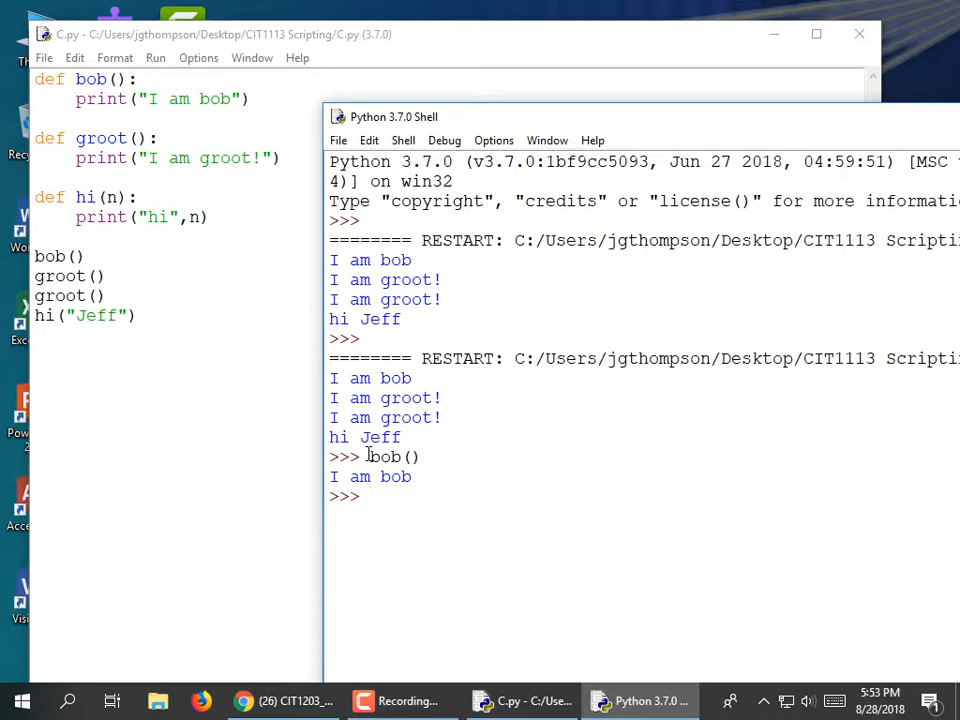 C.py - C:/Users/jgthompson/Desktop/CIT1113 Scripting/C.py (3.7.0)
File Edit Format Run Options Window Help
def bob():
print("I am bob")
def groot():
print("I am groot!")
def hi(n):
print("hi",n)
bob()
groot()
groot()
hi("Jeff")
Python 3.7.0 Shell
File Edit Shell Debug Options Window Help
Python 3.7.0 (v3.7.0:1bf9cc5093, Jun 27 2018, 04:59:51) [MSC
4)] on win32
Type "copyright", "credits" or "license()" for more
>>>
======== RESTART: C:/Users/jgthompson/Desktop/CIT1113
I am bob
I am groot!
I am groot!
hi Jeff
>>>
======== RESTART: C:/Users/jgthompson/Desktop/CIT1113
I am bob
I am groot!
I am groot!
hi Jeff
>>> bob()
I am bob
>>>
(26) CIT1203_...
Recording...
C.py - C:/Use...
Python 3.7.0 ...
5:53 PM
8/28/2018
1